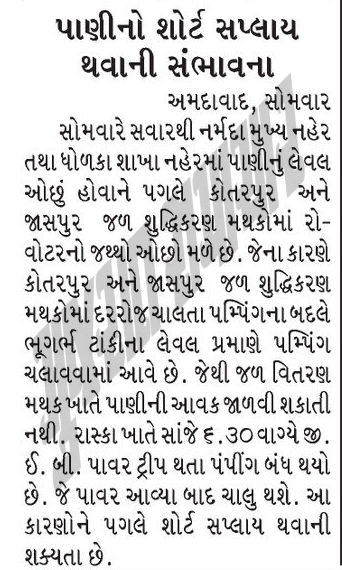 પાણીનો શોર્ટ સપ્લાય
થવાની સંભાવના
અમદાવાદ, સોમવાર
સોમવારે સવારથી નર્મદા મુખ્ય નહેર
તથા ધોળકા શાખા નહેરમાં પાણીનું લેવલ
ઓછું હોવાને પગલે કોતરપુર અને
જાસપુર જળ શુદ્ધિકરણ મથકોમાં રો-
વોટરનો જથ્થો ઓછો મળે છે. જેના કારણે
કોતરપુર અને જાસપુર જળ શુદ્ધિકરણ
મથકોમાં દરરોજ ચાલતા પમ્પિંગના બદલે
ભૂગર્ભ ટાંકીના લેવલ પ્રમાણે પમ્પિંગ
ચલાવવામાં આવે છે. જેથી જળ વિતરણ
મથક ખાતે પાણીની આવક જાળવી શકાતી
નથી. રાસ્કા ખાતે સાંજે ૬.૩૦ વાગ્યે જી.
ઈ. બી. પાવર ટ્રીપ થતા પંપીંગ બંધ થયો
છે. જે પાવર આવ્યા બાદ ચાલુ થશે. આ
કારણોને પગલે શોર્ટ સપ્લાય થવાની
શક્યતા છે.